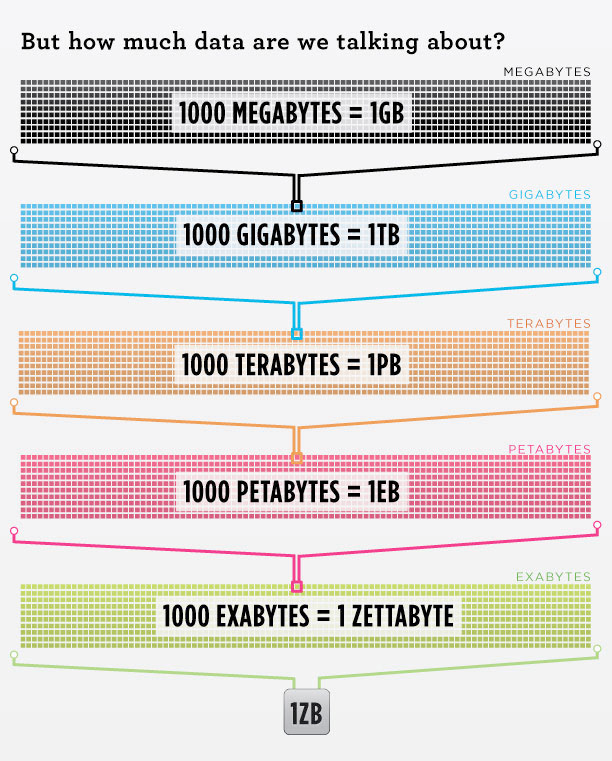 But how much data are we talking about?
MEGABYTES
1000 MEGABYTES = 1GB
GIGABYTES
1000 GIGABYTES = 1TB
TERABYTES
1000 TERABYTES = 1PB
PETABYTES
1000 PETABYTES = 1EB
EXABYTES
1000 EXABYTES = 1 ZETTABYTE
1ZB